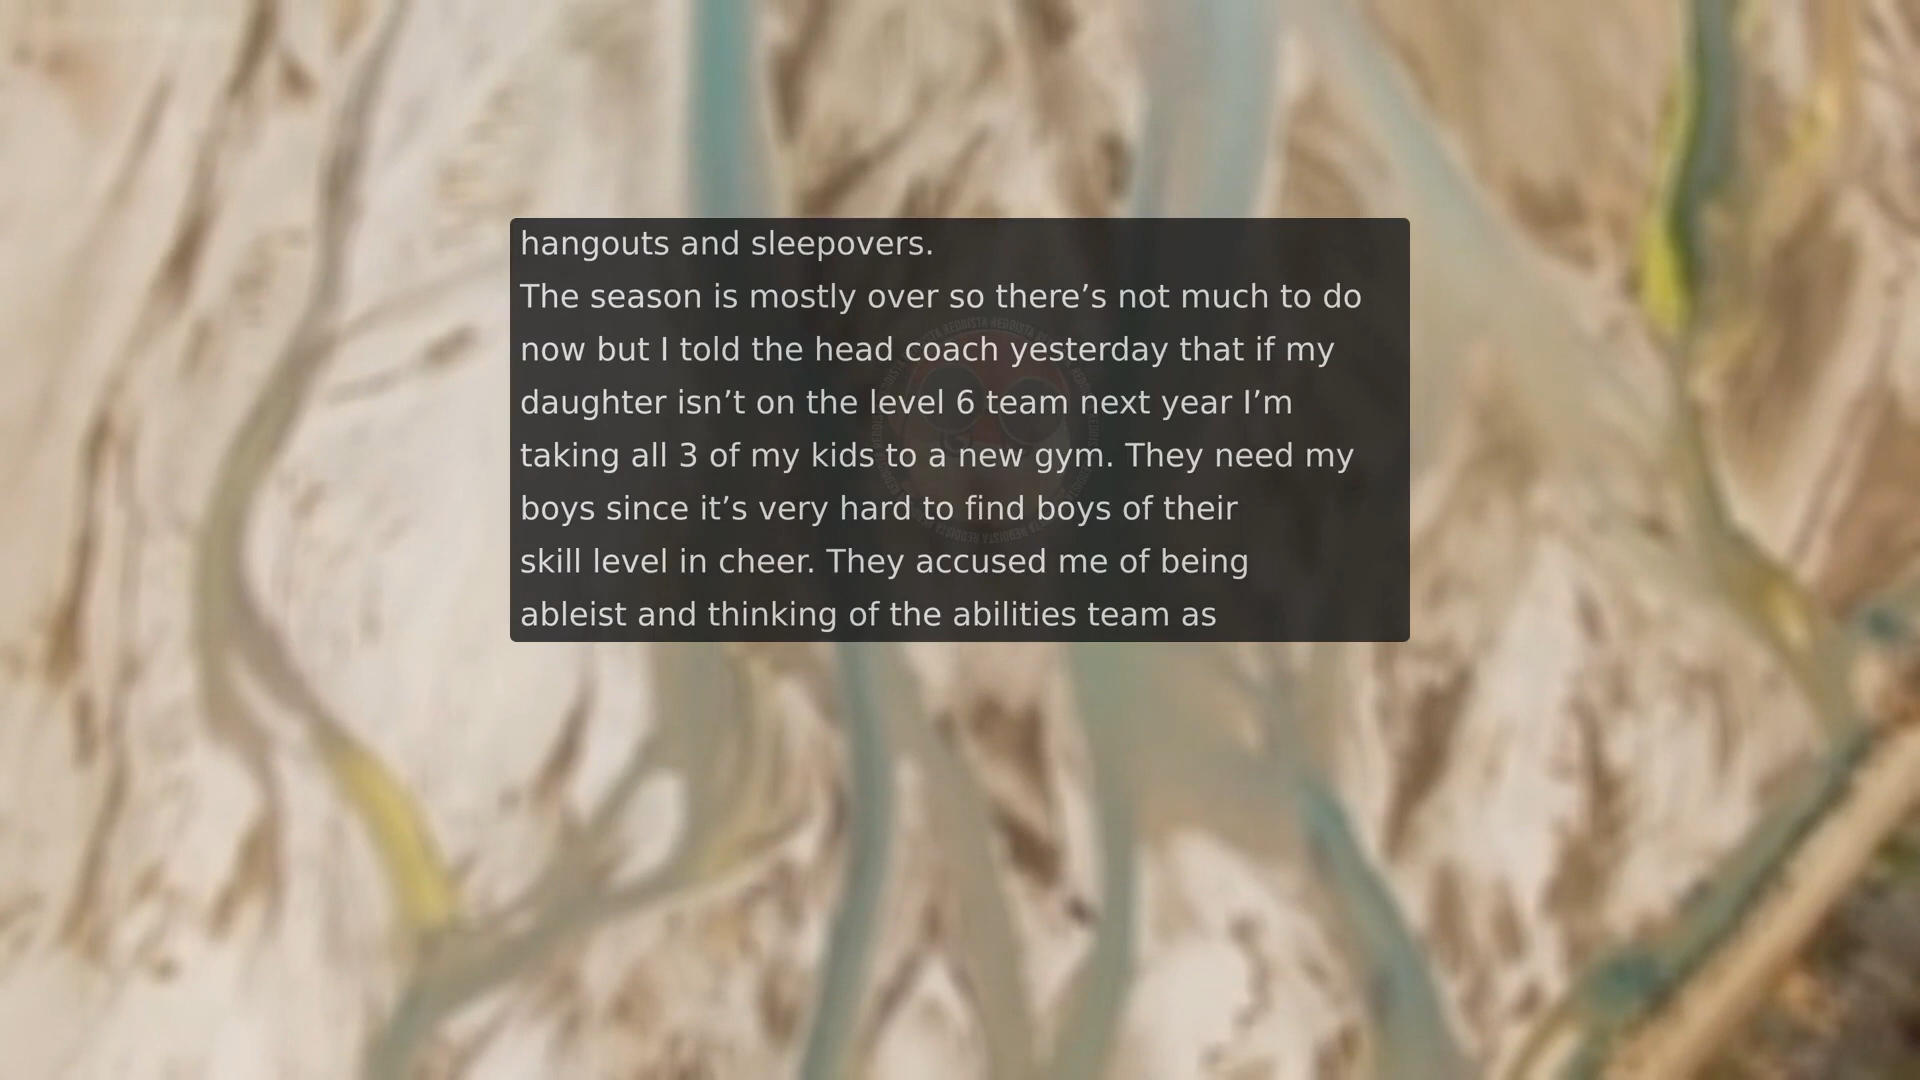 hangouts and sleepovers.
The season is mostly over so there’s not much to do
now but I told the head coach yesterday that if my
daughter isn’t on the level 6 team next year I’m
taking all 3 of my kids to a new gym. They need my
boys since it’s very hard to find boys of their
skill level in cheer. They accused me of being
ableist and thinking of the abilities team as